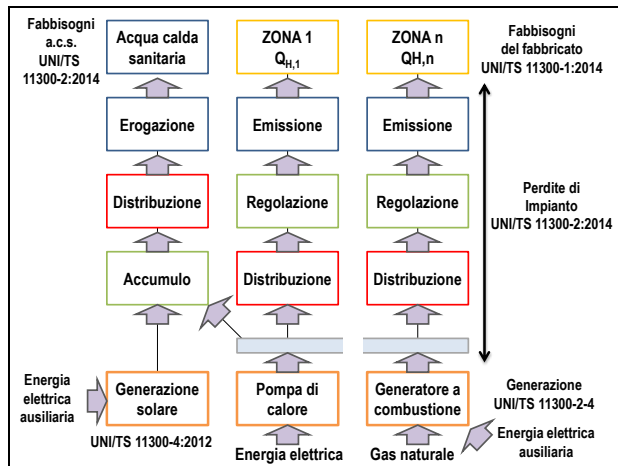 Fabbisogni
a.c.s.
UNI/TS
11300-2:2014
Acqua calda
sanitaria
ZONA 1
QH,1
ZONA n
QH,n
Fabbisogni
del fabbricato
UNI/TS 11300-1:2014
Erogazione
Emissione
Emissione
Distribuzione
Regolazione
Regolazione
Perdite di
Impianto
UNI/TS 11300-2:2014
Accumulo
Distribuzione
Distribuzione
Energia
elettrica
ausiliaria
Generazione
solare
Pompa di
calore
Generatore a
combustione
Generazione
UNI/TS 11300-2-4
UNI/TS 11300-4:2012
Energia elettrica
Gas naturale
Energia elettrica
ausiliaria